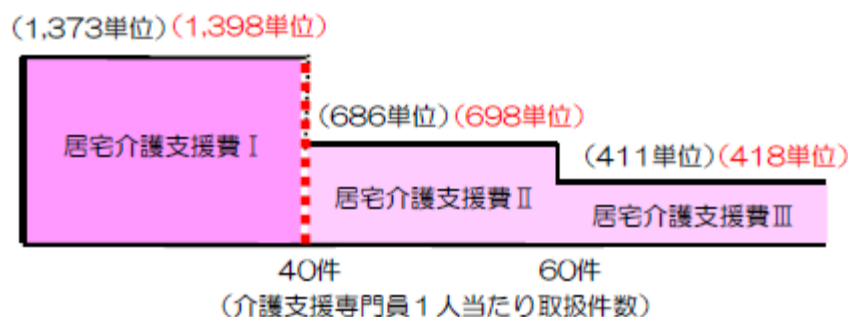 (1,373単位)(1,398単位)
(686単位)(698単位)
(411単位)(418単位)
居宅介護支援費Ⅰ
居宅介護支援費Ⅱ
居宅介護支援費Ⅲ
40件
60件
(介護支援専門員1人当たり取扱件数)